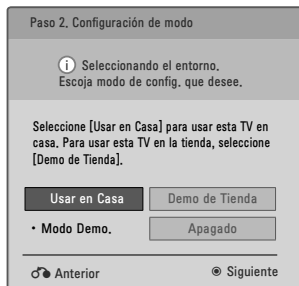 Paso 2. Configuración de modo
i Seleccionando el entorno.
Escoja modo de config. que desee.
Seleccione [Usar en Casa] para usar esta TV en
casa. Para usar esta TV en la tienda, seleccione
[Demo de Tienda].
Usar en Casa Demo de Tienda
• Modo Demo. Apagado
Anterior Siguiente